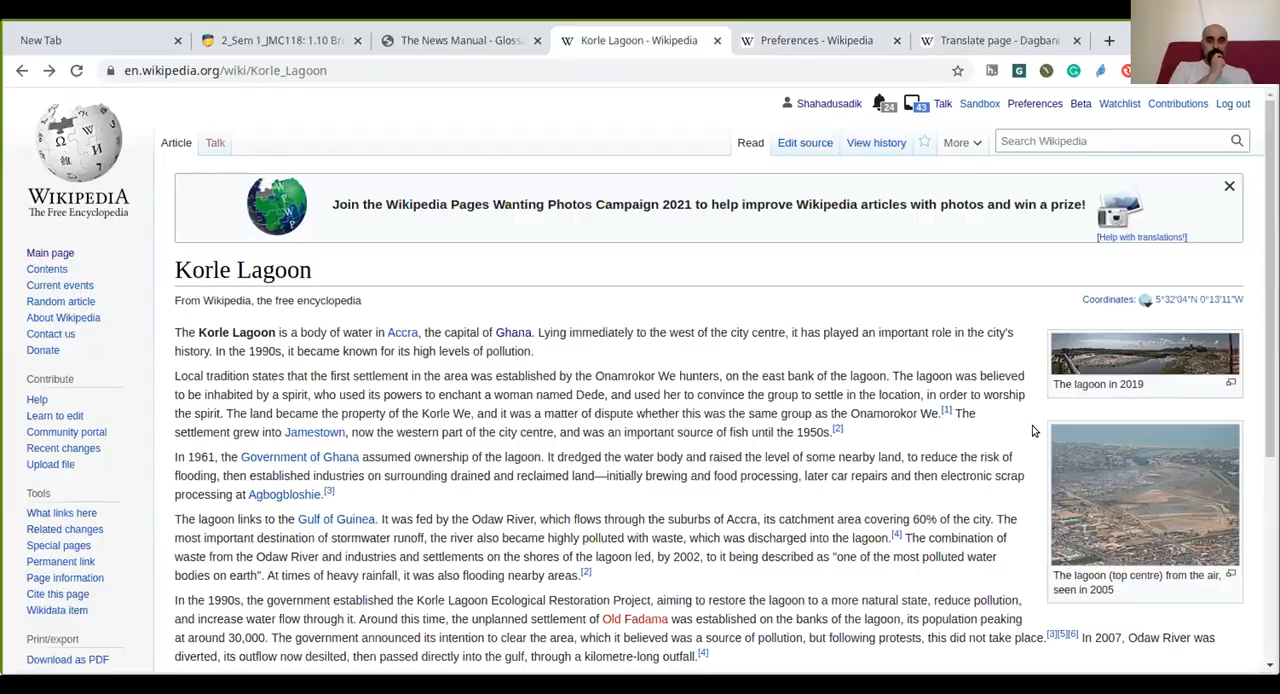 New Tab
2_Sem 1_JMC118: 1.10 Br
The News Manual - Gloss
Korle Lagoon - Wikipedia
Preferences - Wikipedia
Translate page - Dagban
en.wikipedia.org/wiki/Korle_Lagoon
Shahadusadik 24 43 Talk Sandbox Preferences Beta Watchlist Contributions Log out
Article Talk Read Edit source View history More Search Wikipedia
WIKIPEDIA
The Free Encyclopedia
Main page
Contents
Current events
Random article
About Wikipedia
Contact us
Donate
Contribute
Help
Learn to edit
Community portal
Recent changes
Upload file
Tools
What links here
Related changes
Special pages
Permanent link
Page information
Cite this page
Wikidata item
Print/export
Download as PDF
Join the Wikipedia Pages Wanting Photos Campaign 2021 to help improve Wikipedia articles with photos and win a prize!
[Help with translations!]
Korle Lagoon
From Wikipedia, the free encyclopedia
Coordinates: 5°32′04″N 0°13′11″W
The Korle Lagoon is a body of water in Accra, the capital of Ghana. Lying immediately to the west of the city centre, it has played an important role in the city's
history. In the 1990s, it became known for its high levels of pollution.
Local tradition states that the first settlement in the area was established by the Onamrokor We hunters, on the east bank of the lagoon. The lagoon was believed
to be inhabited by a spirit, who used its powers to enchant a woman named Dede, and used her to convince the group to settle in the location, in order to worship
the spirit. The land became the property of the Korle We, and it was a matter of dispute whether this was the same group as the Onamorokor We.[1] The
settlement grew into Jamestown, now the western part of the city centre, and was an important source of fish until the 1950s.[2]
In 1961, the Government of Ghana assumed ownership of the lagoon. It dredged the water body and raised the level of some nearby land, to reduce the risk of
flooding, then established industries on surrounding drained and reclaimed land—initially brewing and food processing, later car repairs and then electronic scrap
processing at Agbogbloshie.[3]
The lagoon links to the Gulf of Guinea. It was fed by the Odaw River, which flows through the suburbs of Accra, its catchment area covering 60% of the city. The
most important destination of stormwater runoff, the river also became highly polluted with waste, which was discharged into the lagoon.[4] The combination of
waste from the Odaw River and industries and settlements on the shores of the lagoon led, by 2002, to it being described as "one of the most polluted water
bodies on earth". At times of heavy rainfall, it was also flooding nearby areas.[2]
In the 1990s, the government established the Korle Lagoon Ecological Restoration Project, aiming to restore the lagoon to a more natural state, reduce pollution,
and increase water flow through it. Around this time, the unplanned settlement of Old Fadama was established on the banks of the lagoon, its population peaking
at around 30,000. The government announced its intention to clear the area, which it believed was a source of pollution, but following protests, this did not take place.[3][5][6] In 2007, Odaw River was
diverted, its outflow now desilted, then passed directly into the gulf, through a kilometre-long outfall.[4]
The lagoon in 2019
The lagoon (top centre) from the air,
seen in 2005